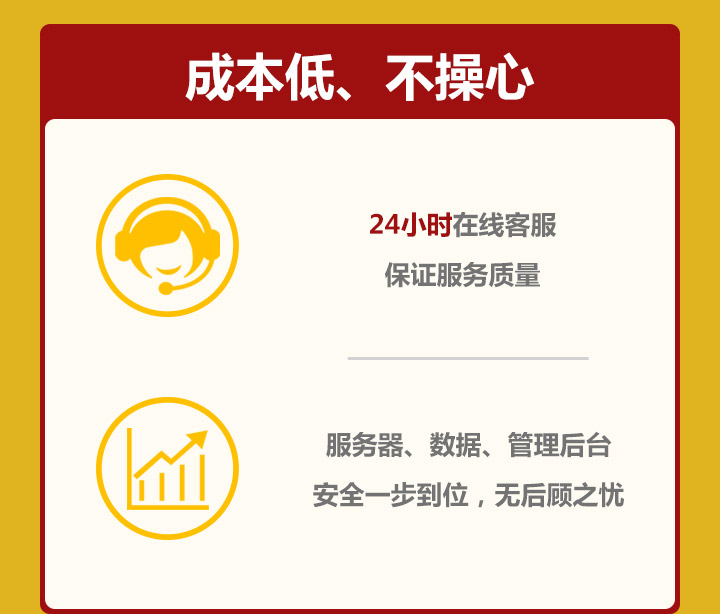 成本低、不操心
24小时在线客服
保证服务质量
服务器、数据、管理后台
安全一步到位，无后顾之忧